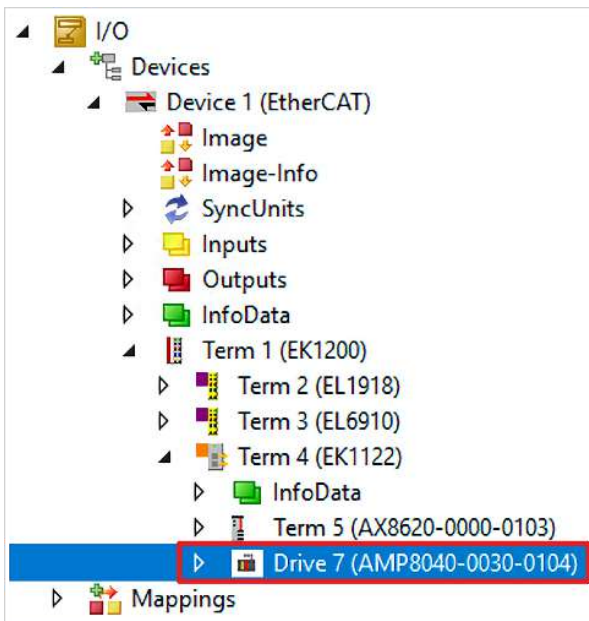 I/O
Devices
Device 1 (EtherCAT)
Image
Image-Info
SyncUnits
Inputs
Outputs
InfoData
Term 1 (EK1200)
Term 2 (EL1918)
Term 3 (EL6910)
Term 4 (EK1122)
InfoData
Term 5 (AX8620-0000-0103)
Drive 7 (AMP8040-0030-0104)
Mappings